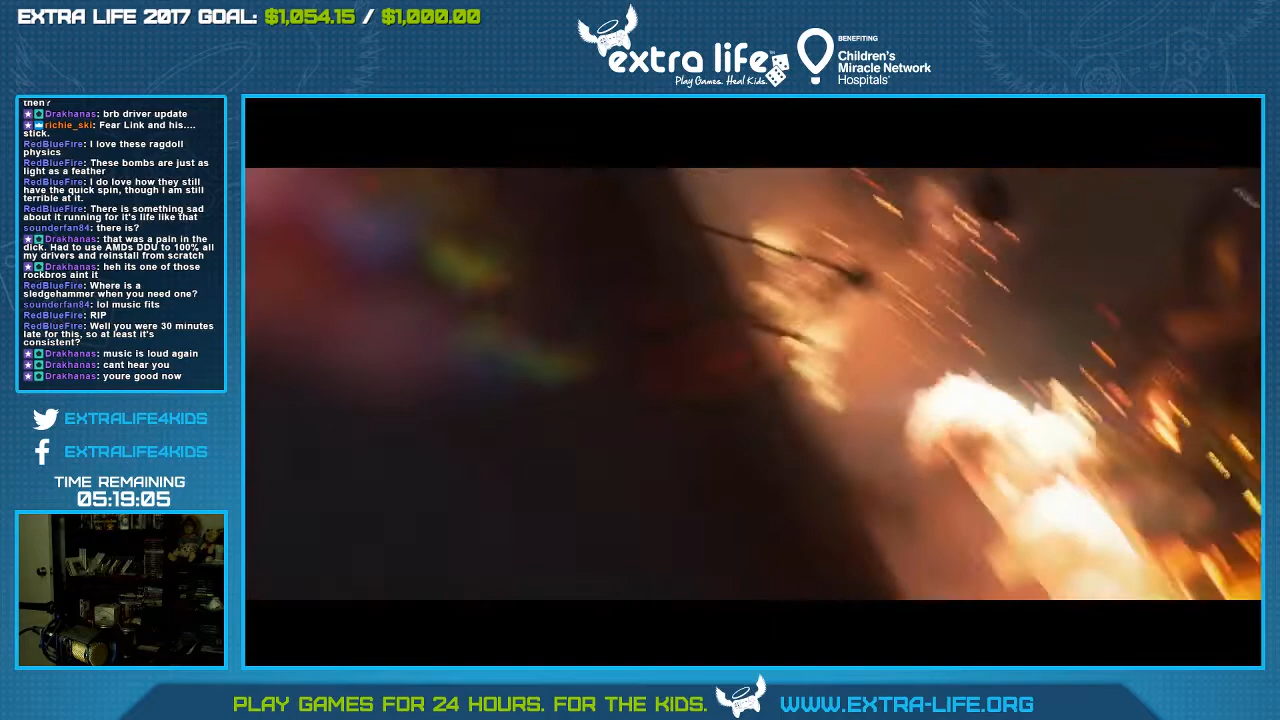 EXTRA LIFE 2017 GOAL: $1,054.15 / $1,000.00
extra life
Play Games. Heal Kids.
BENEFITING
Children's
Miracle Network
Hospitals
then?
Drakhanas: brb driver update
richie_ski: Fear Link and his....
stick.
RedBlueFire: I love these ragdoll
physics
RedBlueFire: These bombs are just as
light as a feather
RedBlueFire: I do love how they still
have the quick spin, though I am still
terrible at it.
RedBlueFire: There is something sad
about it running for it's life like that
sounderfan84: there is?
Drakhanas: that was a pain in the
dick. Had to use AMDs DDU to 100% all
my drivers and reinstall from scratch
Drakhanas: heh its one of those
rockbros aint it
RedBlueFire: Where is a
sledgehammer when you need one?
sounderfan84: lol music fits
RedBlueFire: RIP
RedBlueFire: Well you were 30 minutes
late for this, so at least it's
consistent?
Drakhanas: music is loud again
Drakhanas: cant hear you
Drakhanas: youre good now
EXTRALIFE4KIDS
EXTRALIFE4KIDS
TIME REMAINING
05:19:05
PLAY GAMES FOR 24 HOURS. FOR THE KIDS.
WWW.EXTRA-LIFE.ORG